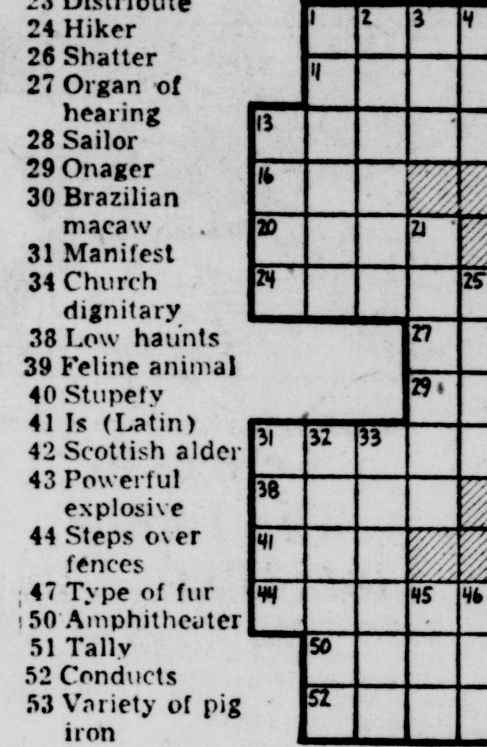 23 Distribute
24 Hiker
26 Shatter
27 Organ of
hearing
28 Sailor
29 Onager
30 Brazilian
macaw
31 Manifest
34 Church
dignitary
38 Low haunts
39 Feline animal
40 Stupefy
41 Is (Latin)
42 Scottish alder
43 Powerful
explosive
44 Steps over
fences
47 Type of fur
50 Amphitheater
51 Tally
52 Conducts
53 Variety of pig
iron
1 2 3 4
11
13
16
20 21
24 25
27
29
31 32 33
38
41
44 45 46
50
52